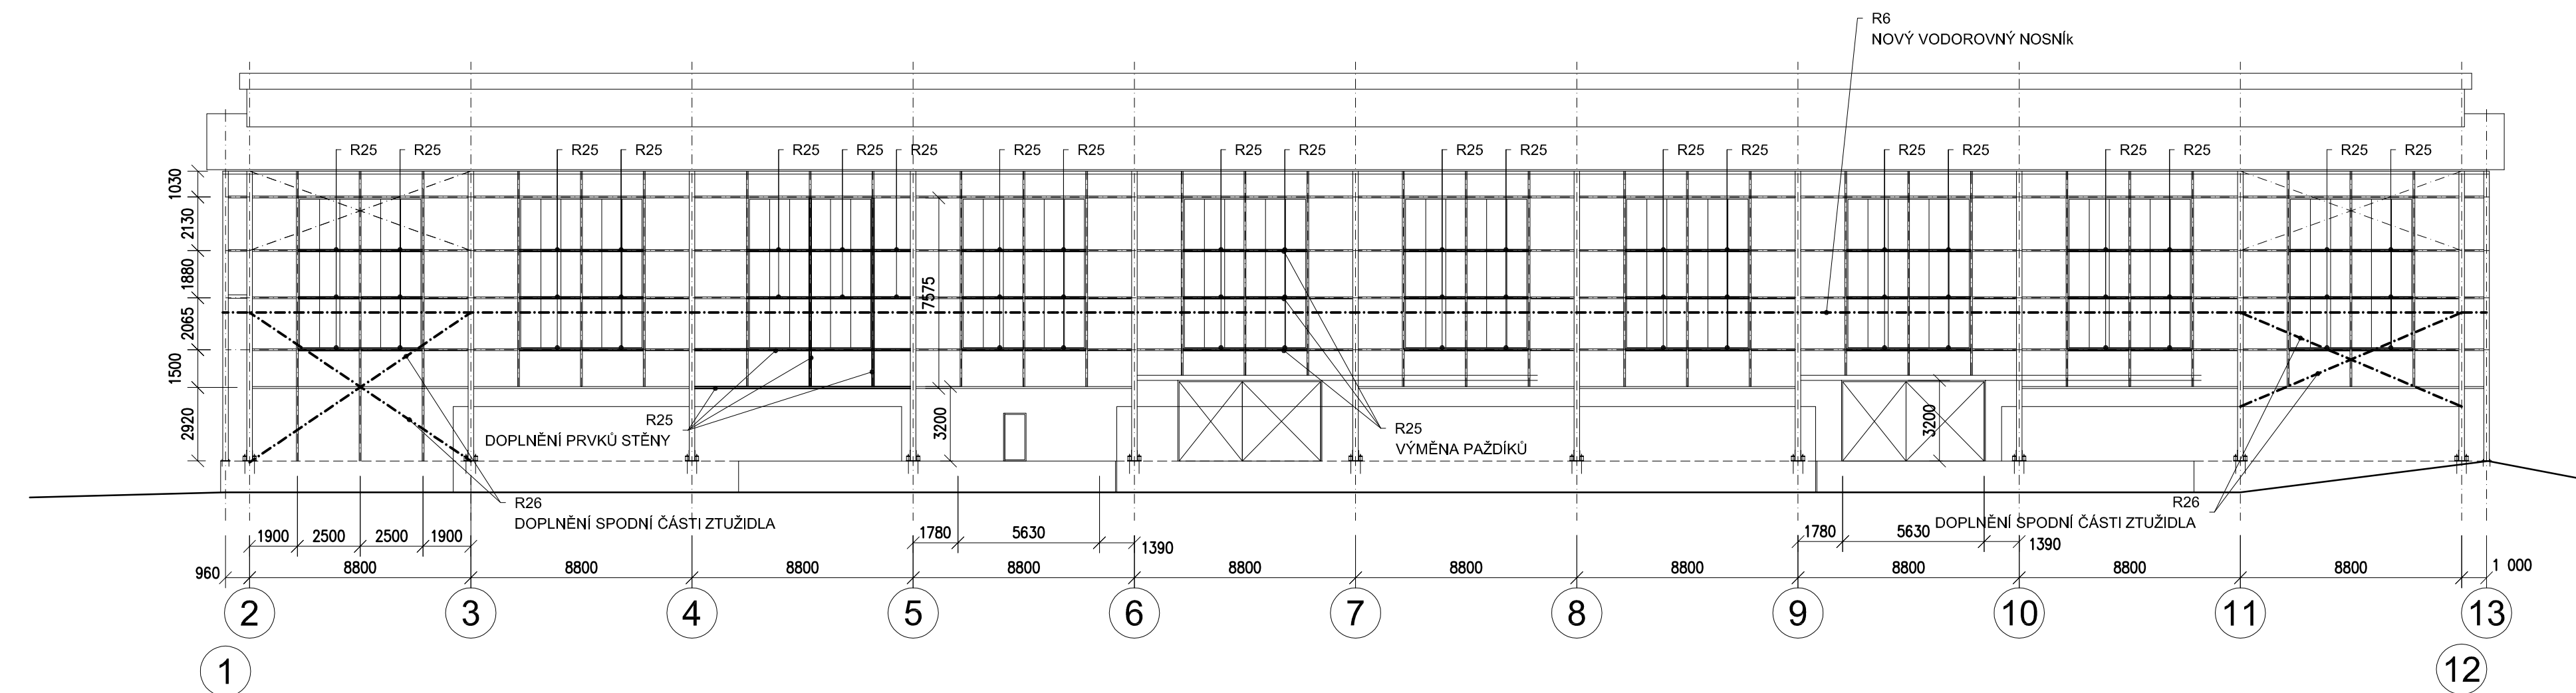 R6
NOVÝ VODOROVNÝ NOSNÍk
R25 R25 R25 R25 R25 R25 R25 R25 R25 R25 R25 R25 R25 R25 R25 R25 R25 R25 R25 R25 R25
1030
2130
1880
2065
1500
2920
7575
3200
3200
R25
DOPLNĚNÍ PRVKŮ STĚNY
R25
VÝMĚNA PAŽDÍKŮ
R26
DOPLNĚNÍ SPODNÍ ČÁSTI ZTUŽIDLA
R26
DOPLNĚNÍ SPODNÍ ČÁSTI ZTUŽIDLA
1900 2500 2500 1900 1780 5630 1390 1780 5630 1390
960 8800 8800 8800 8800 8800 8800 8800 8800 8800 8800 1 000
2 3 4 5 6 7 8 9 10 11 13
1 12